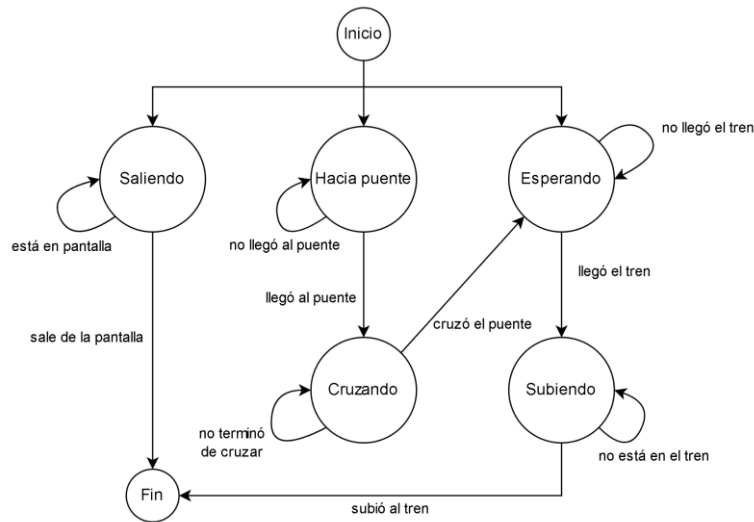 Inicio
no llegó el tren
Saliendo
Hacia puente
Esperando
está en pantalla
no llegó al puente
llegó el tren
llegó al puente
cruzó el puente
sale de la pantalla
Cruzando
Subiendo
no terminó
de cruzar
no está en el tren
Fin
subió al tren